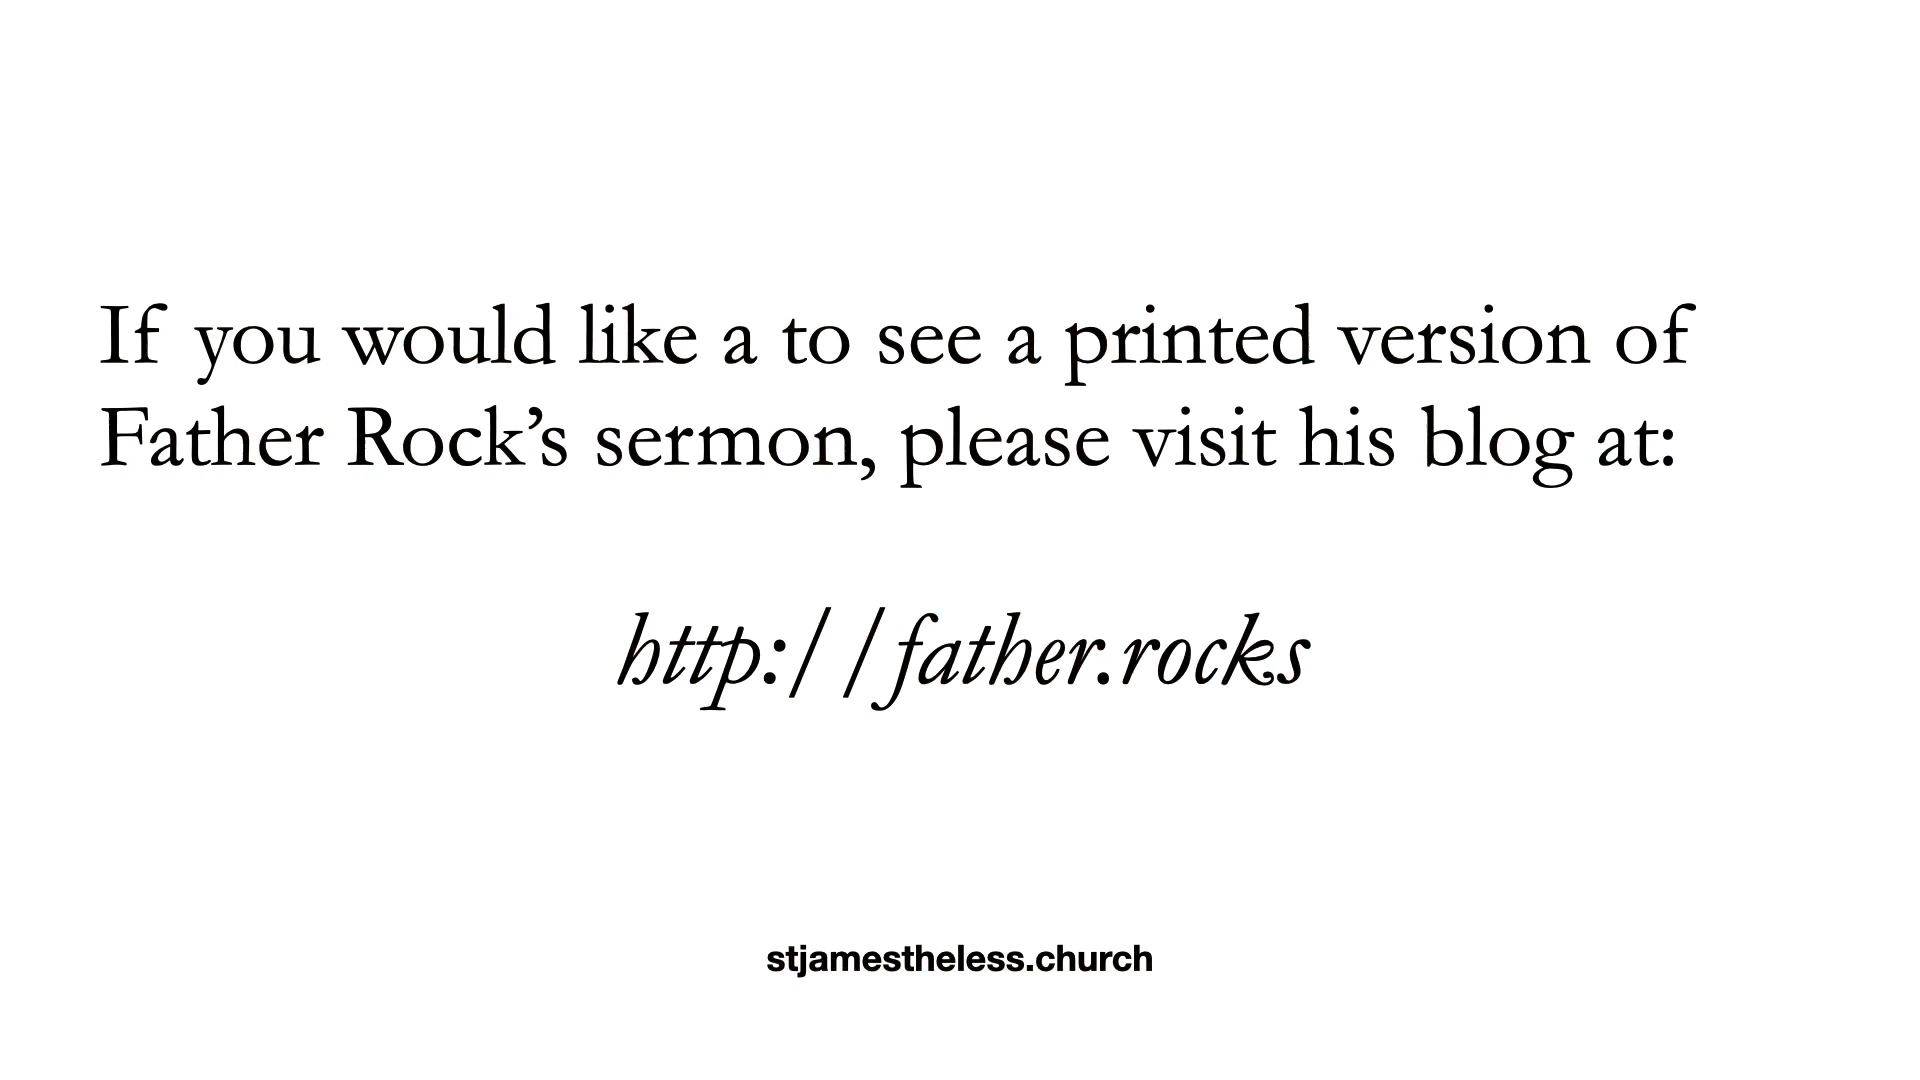 If you would like a to see a printed version of
Father Rock’s sermon, please visit his blog at:
http://father.rocks
stjamestheless.church